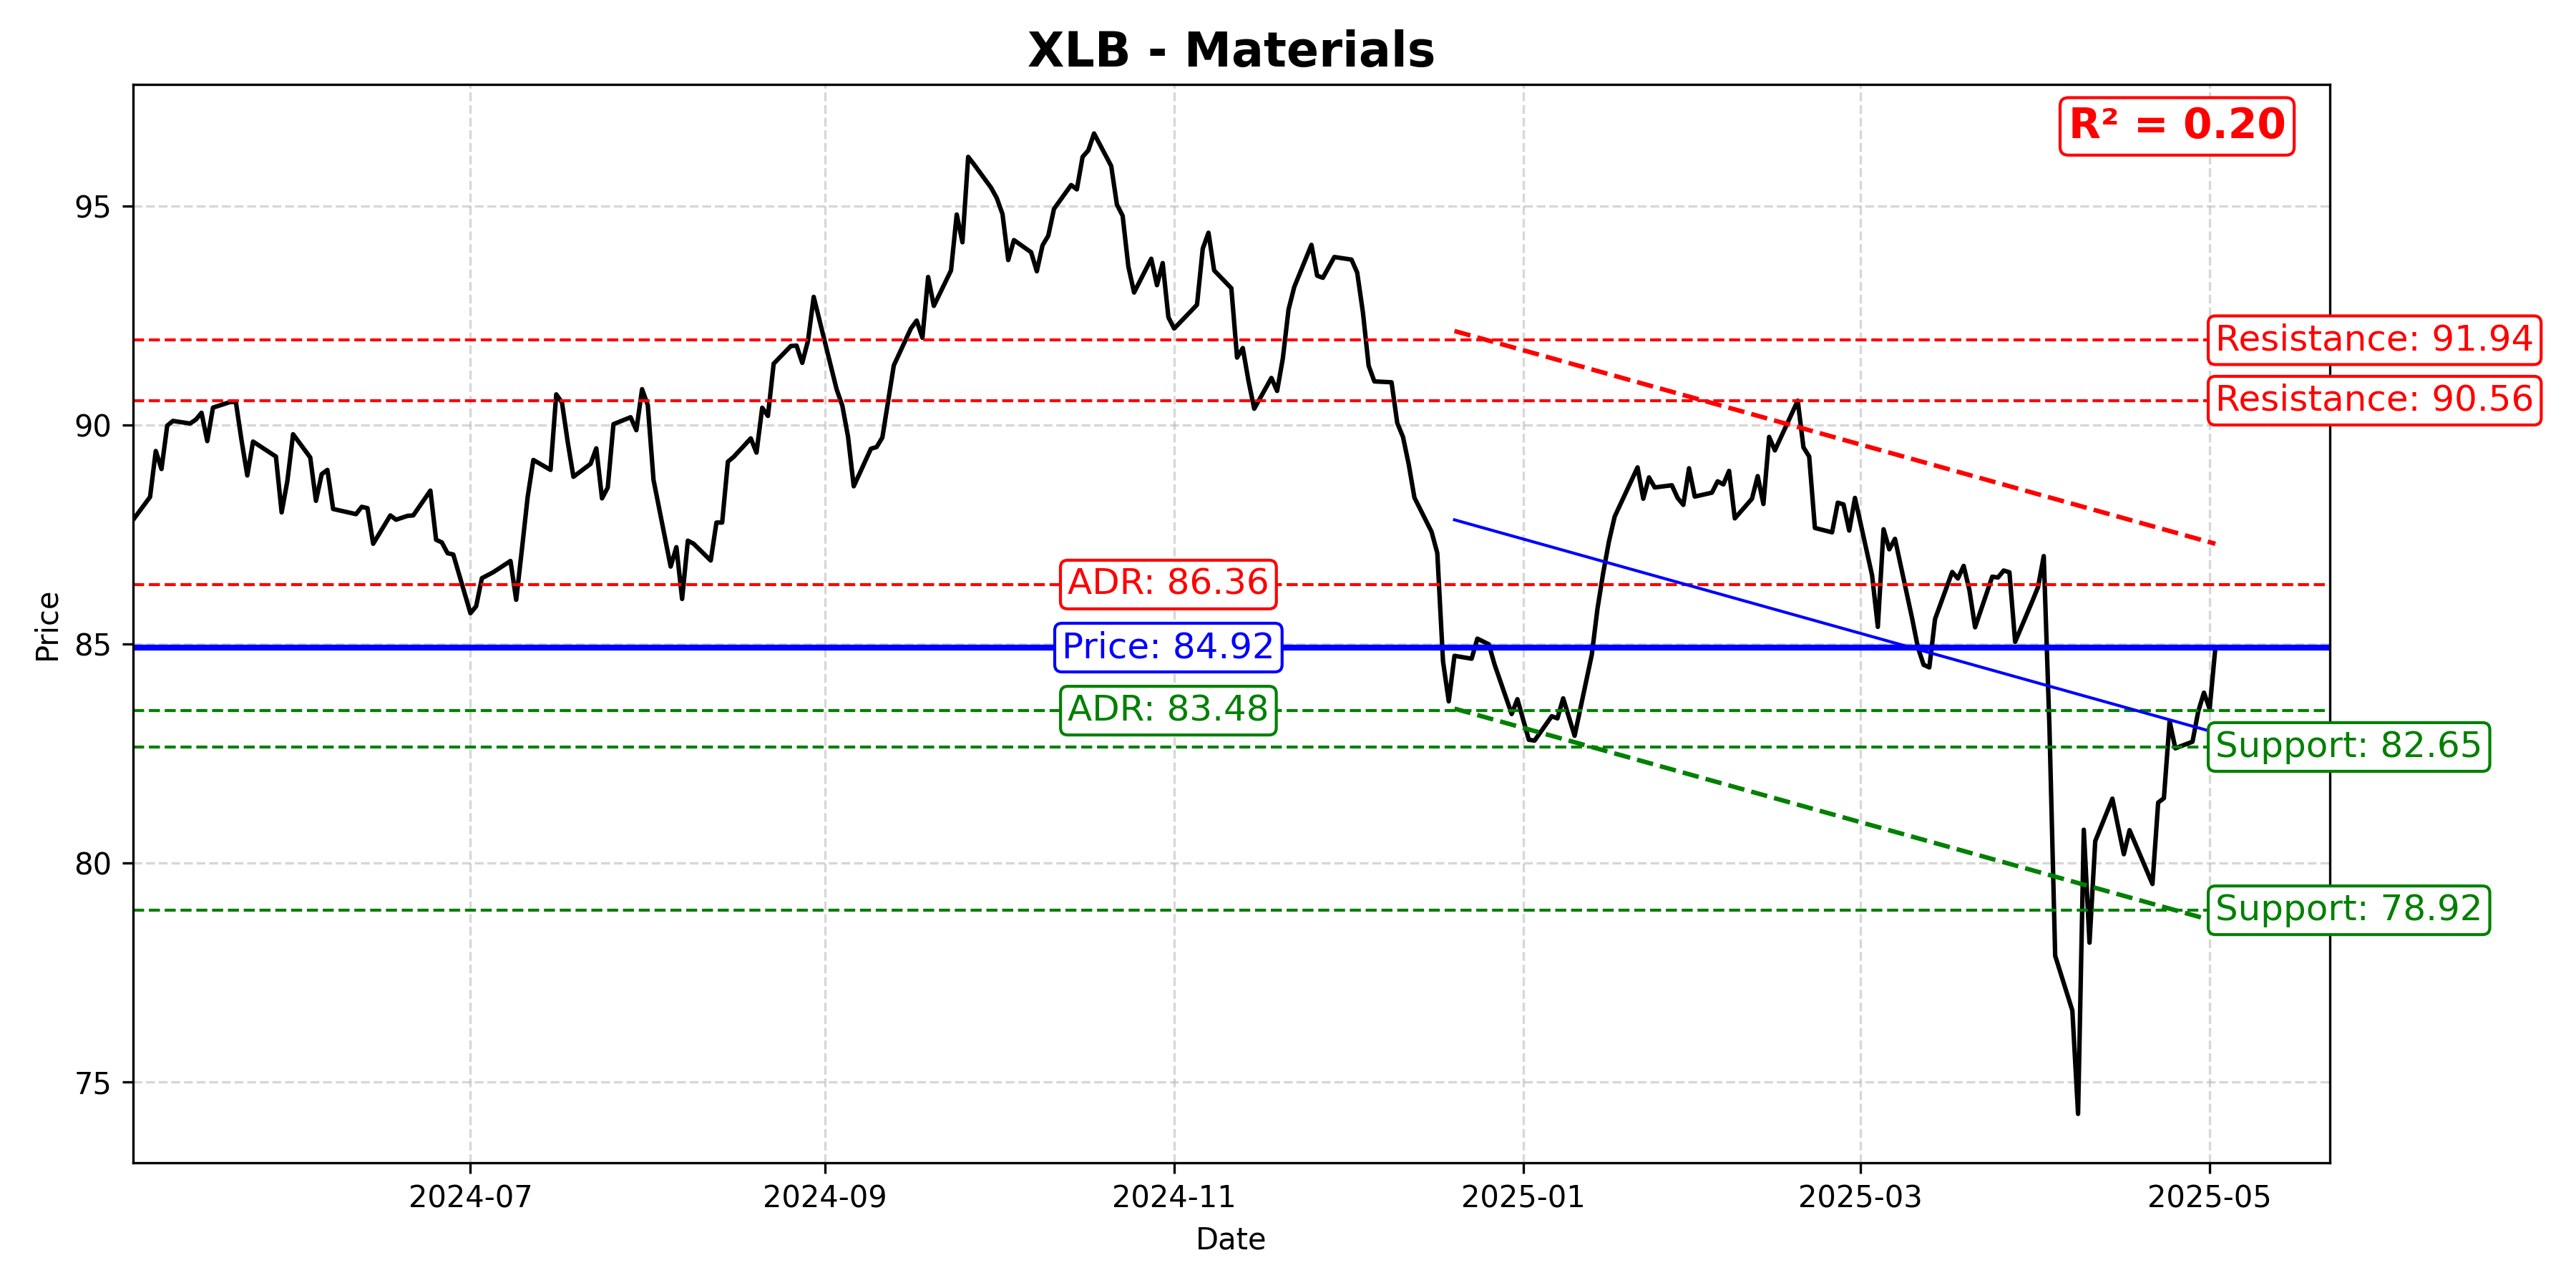 XLB - Materials
R² = 0.20
95
90
85
80
75
Price
Resistance: 91.94
Resistance: 90.56
ADR: 86.36
Price: 84.92
ADR: 83.48
Support: 82.65
Support: 78.92
2024-07
2024-09
2024-11
2025-01
2025-03
2025-05
Date